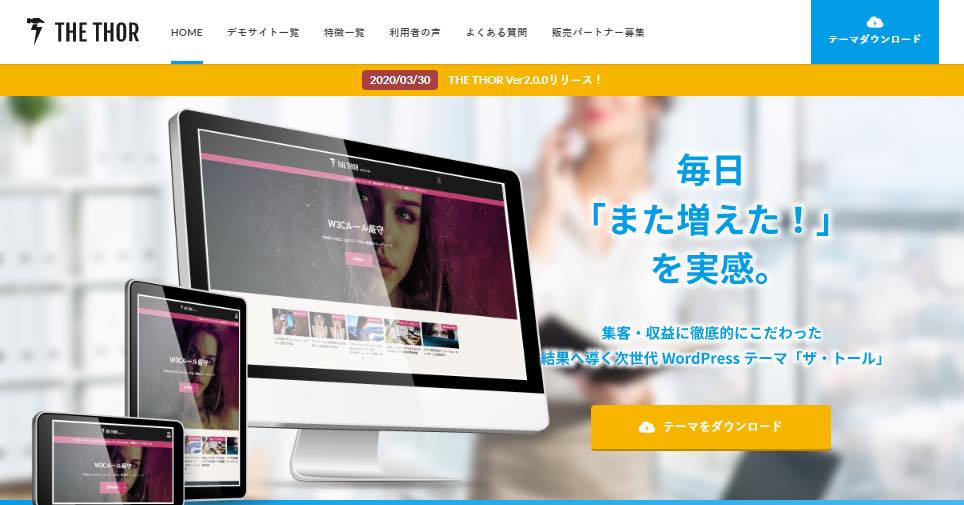 THE THOR
HOME
デモサイト一覧
特徴一覧
利用者の声
よくある質問
販売パートナー募集
テーマダウンロード
2020/03/30 THE THOR Ver2.0.0リリース！
毎日
「また増えた！」
を実感。
集客・収益に徹底的にこだわった
結果へ導く次世代 WordPress テーマ「ザ・トール」
テーマをダウンロード
THE THOR
W3Cルール厳守
THE THOR
W3Cルール厳守
THE THOR
W3Cルール厳守